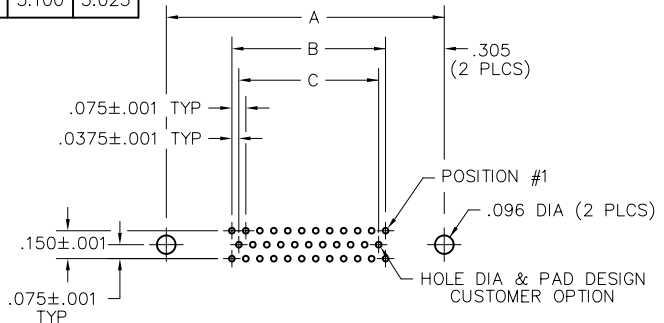 3.100 3.025
A
B
.305
(2 PLCS)
C
.075±.001 TYP
.0375±.001 TYP
POSITION #1
.096 DIA (2 PLCS)
.150±.001
HOLE DIA & PAD DESIGN
CUSTOMER OPTION
.075±.001
TYP